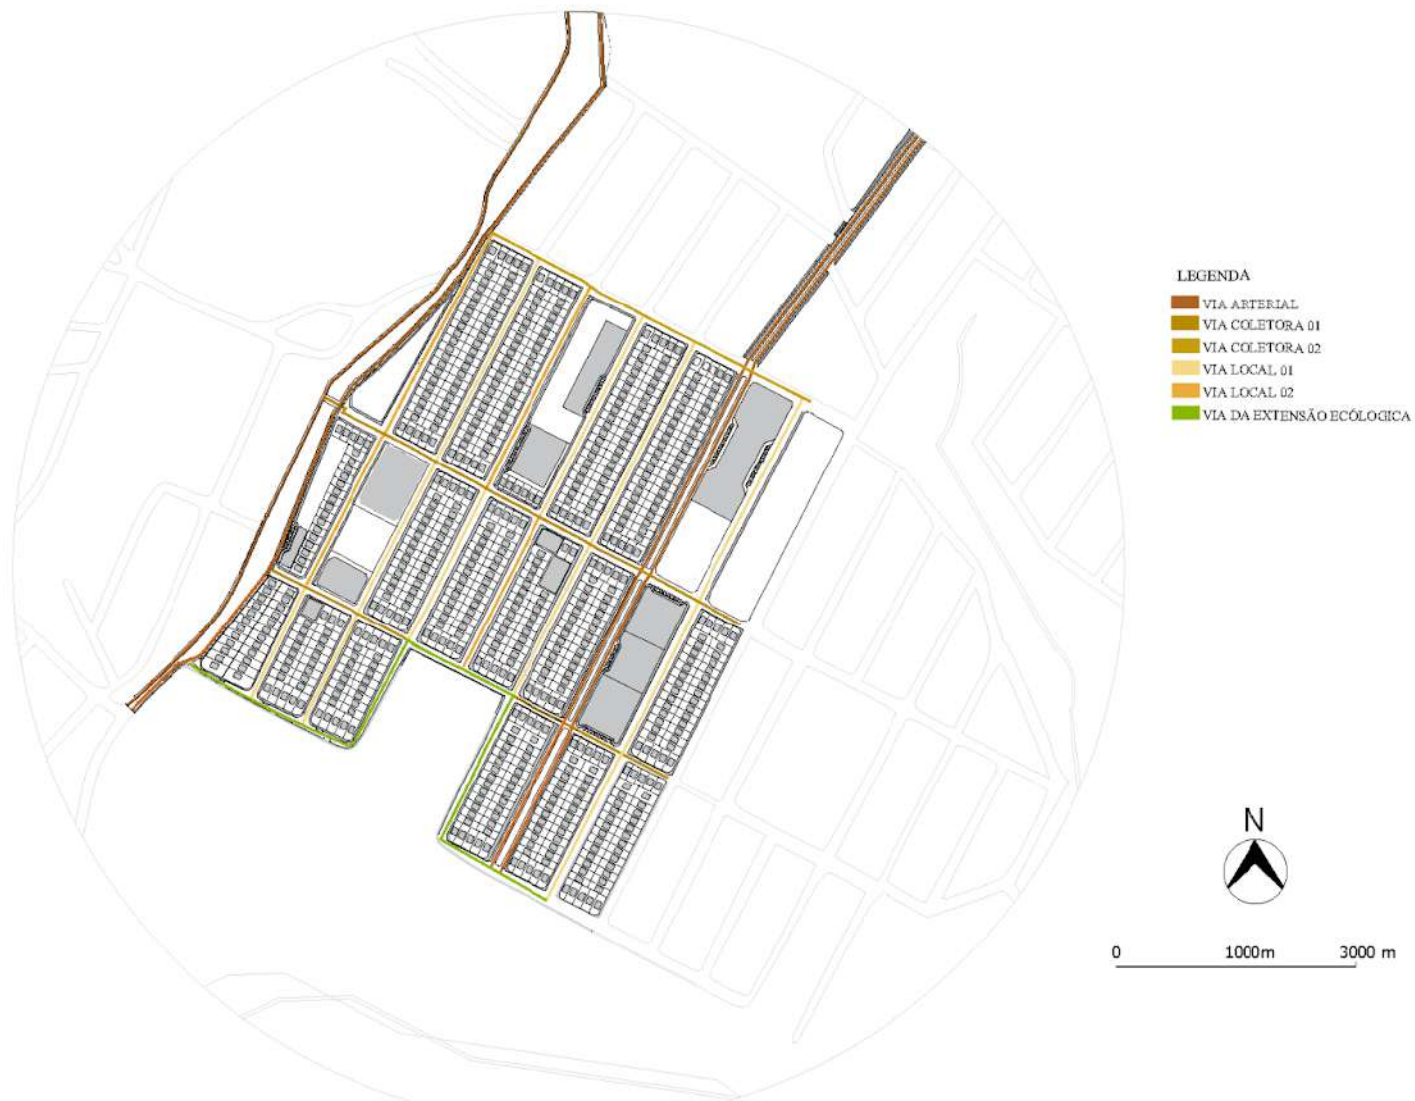 LEGENDA
VIA ARTERIAL
VIA COLETORA 01
VIA COLETORA 02
VIA LOCAL 01
VIA LOCAL 02
VIA DA EXTENSÃO ECÓLOGICA
N
0 1000m 3000 m